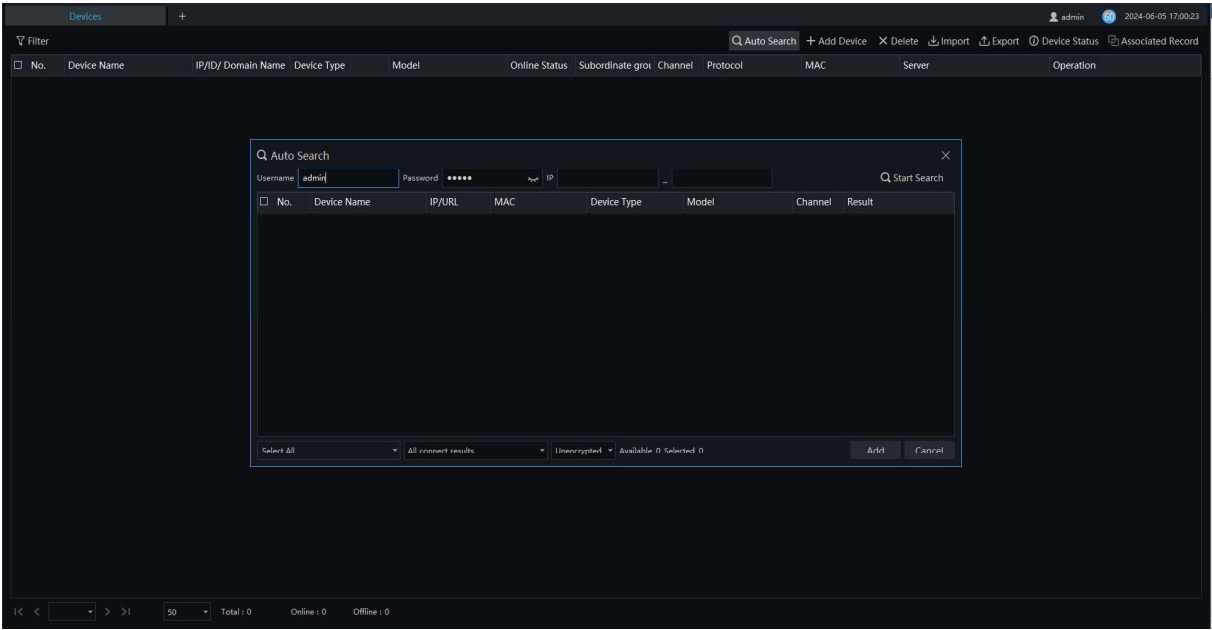 Devices + admin 60 2024-06-05 17:00:23
Filter Auto Search + Add Device Delete Import Export Device Status Associated Record
No. Device Name IP/ID/ Domain Name Device Type Model Online Status Subordinate grou Channel Protocol MAC Server Operation
Auto Search
Username admin Password ••••• IP ~ Start Search
No. Device Name IP/URL MAC Device Type Model Channel Result
Select All All connect results Unencrypted Available 0 Selected 0 Add Cancel
50 Total : 0 Online : 0 Offline : 0